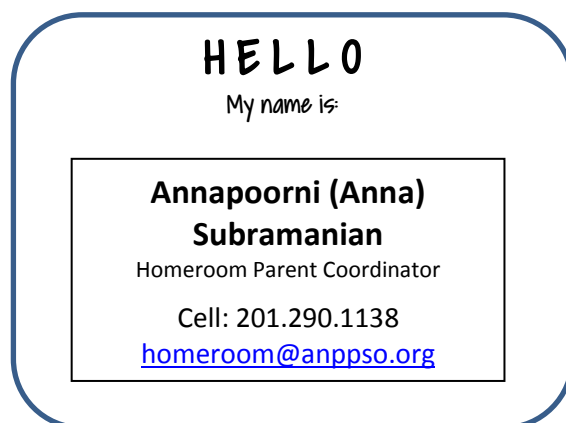 HELLO
My name is:
Annapoorni (Anna)
Subramanian
Homeroom Parent Coordinator
Cell: 201.290.1138
homeroom@anppso.org